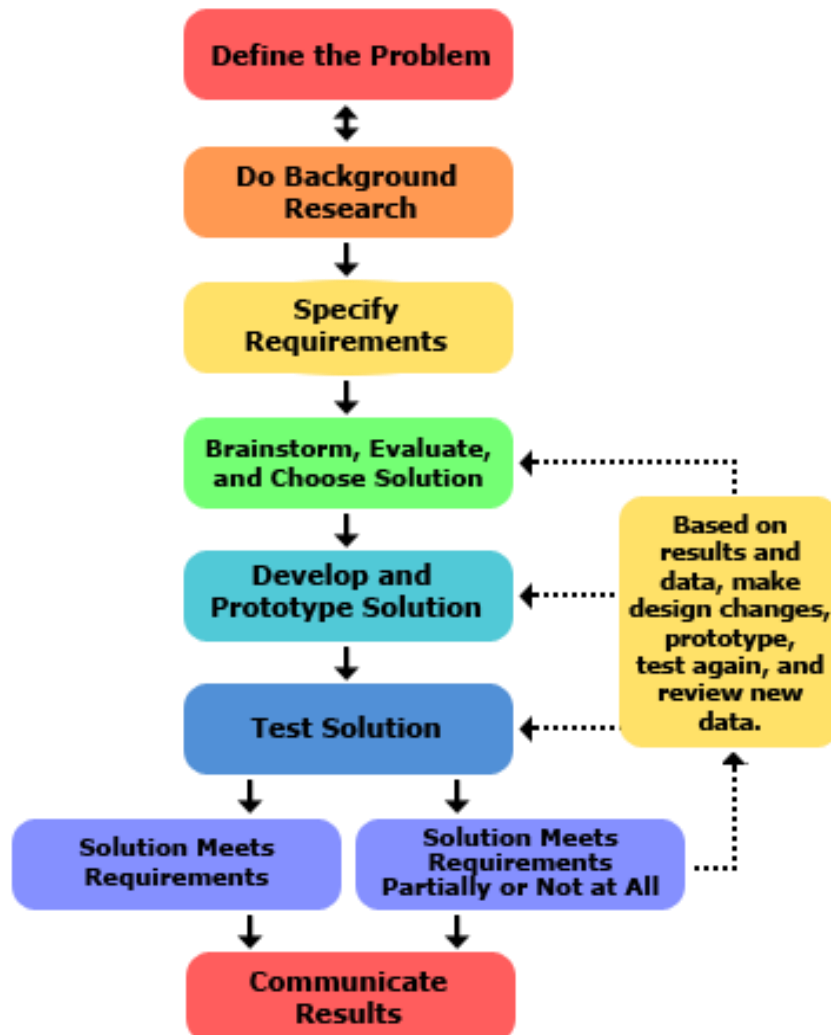 Define the Problem
Do Background
Research
Specify
Requirements
Brainstorm, Evaluate,
and Choose Solution
Based on
results and
data, make
design changes,
prototype,
test again, and
review new
data.
Develop and
Prototype Solution
Test Solution
Solution Meets
Requirements
Solution Meets
Requirements
Partially or Not at All
Communicate
Results